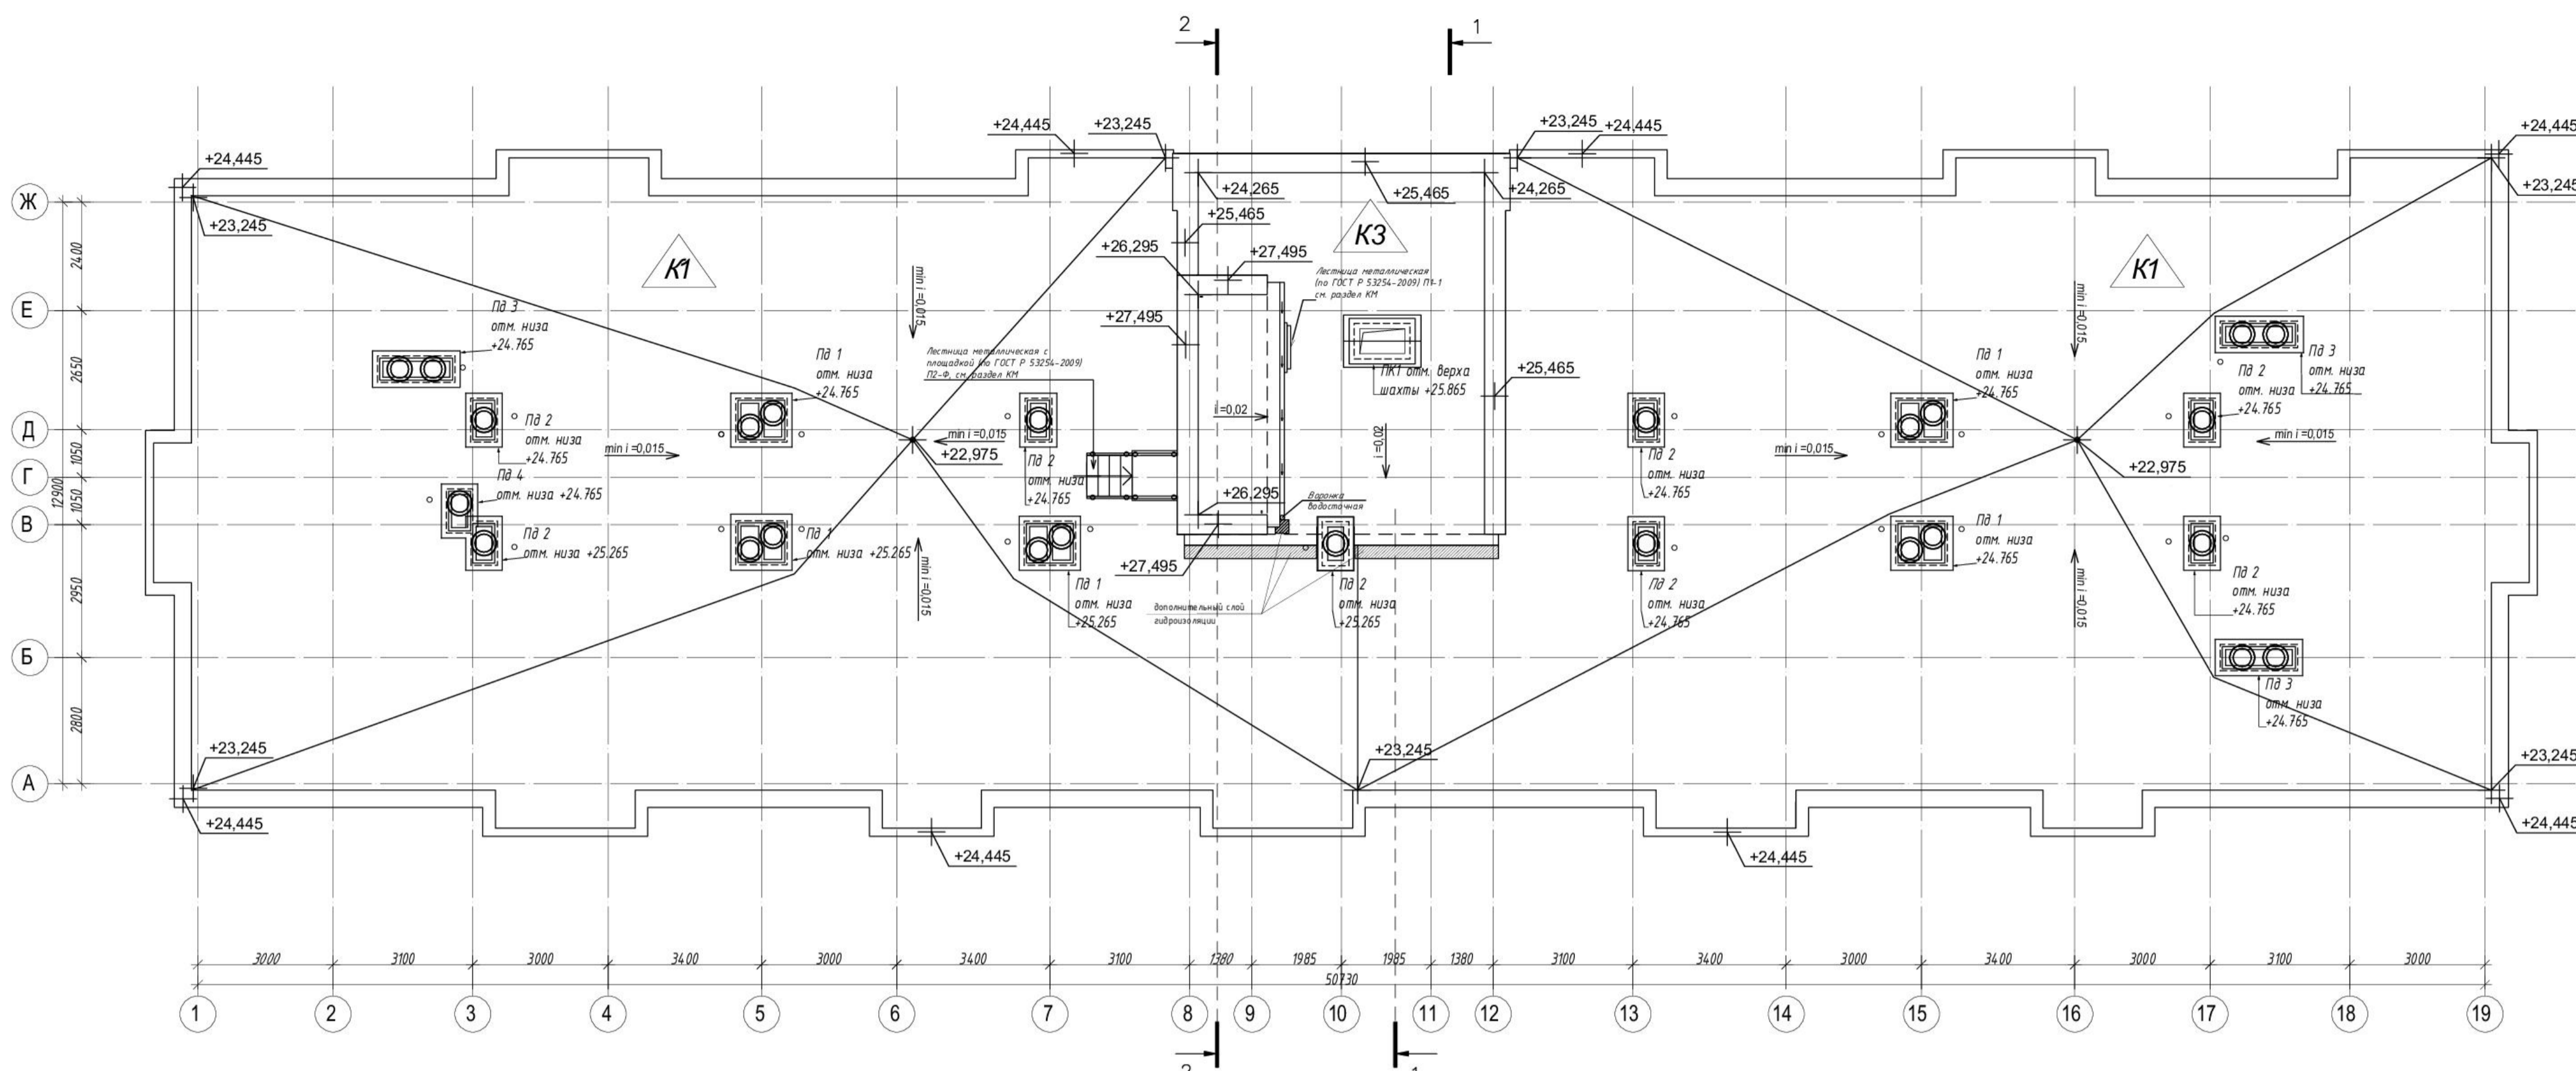 2
1
+24,445
+23,245
+23,245
+24,445
+24,445
+24,445
+24,265
+25,465
+24,265
+23,245
Ж
+23,245
+25,465
2400
К1
К3
К1
+26,295
+27,495
min i =0,015
Лестница металлическая
(по ГОСТ Р 53254-2009) П1-1
см. раздел КМ
min i =0,015
Е
Пд 3
отм. низа
+24.765
+27,495
2650
Лестница металлическая с
площадкой (по ГОСТ Р 53254-2009)
П2-Ф, см. раздел КМ
Пд 1
отм. низа
+24.765
ПК1 отм. верха
шахты +25.865
+25,465
Пд 1
отм. низа
+24.765
Пд 3
отм. низа
+24.765
Пд 2
отм. низа
+24.765
i =0,02
i =0,02
Д
Пд 2
отм. низа
+24.765
min i =0,015
min i =0,015
+22,975
min i =0,015
min i =0,015
+22,975
1050
Г
Пд 4
отм. низа +24.765
Пд 2
отм. низа
+24.765
Пд 2
отм. низа
+24.765
12900
1050
+26,295
Воронка
водосточная
В
Пд 2
отм. низа +25.265
Пд 1
отм. низа +25.265
Пд 1
отм. низа
+24.765
+27,495
min i =0,015
min i =0,015
2950
Пд 1
отм. низа
+25.265
дополнительный слой
гидроизоляции
Пд 2
отм. низа
+25.265
Пд 2
отм. низа
+24.765
Пд 2
отм. низа
+24.765
Б
Пд 3
отм. низа
+24.765
2800
+23,245
+23,245
+23,245
А
+24,445
+24,445
+24,445
+24,445
3000
3100
3000
3400
3000
3400
3100
1380
1985
1985
1380
3100
3400
3000
3400
3000
3100
3000
50730
1
2
3
4
5
6
7
8
9
10
11
12
13
14
15
16
17
18
19